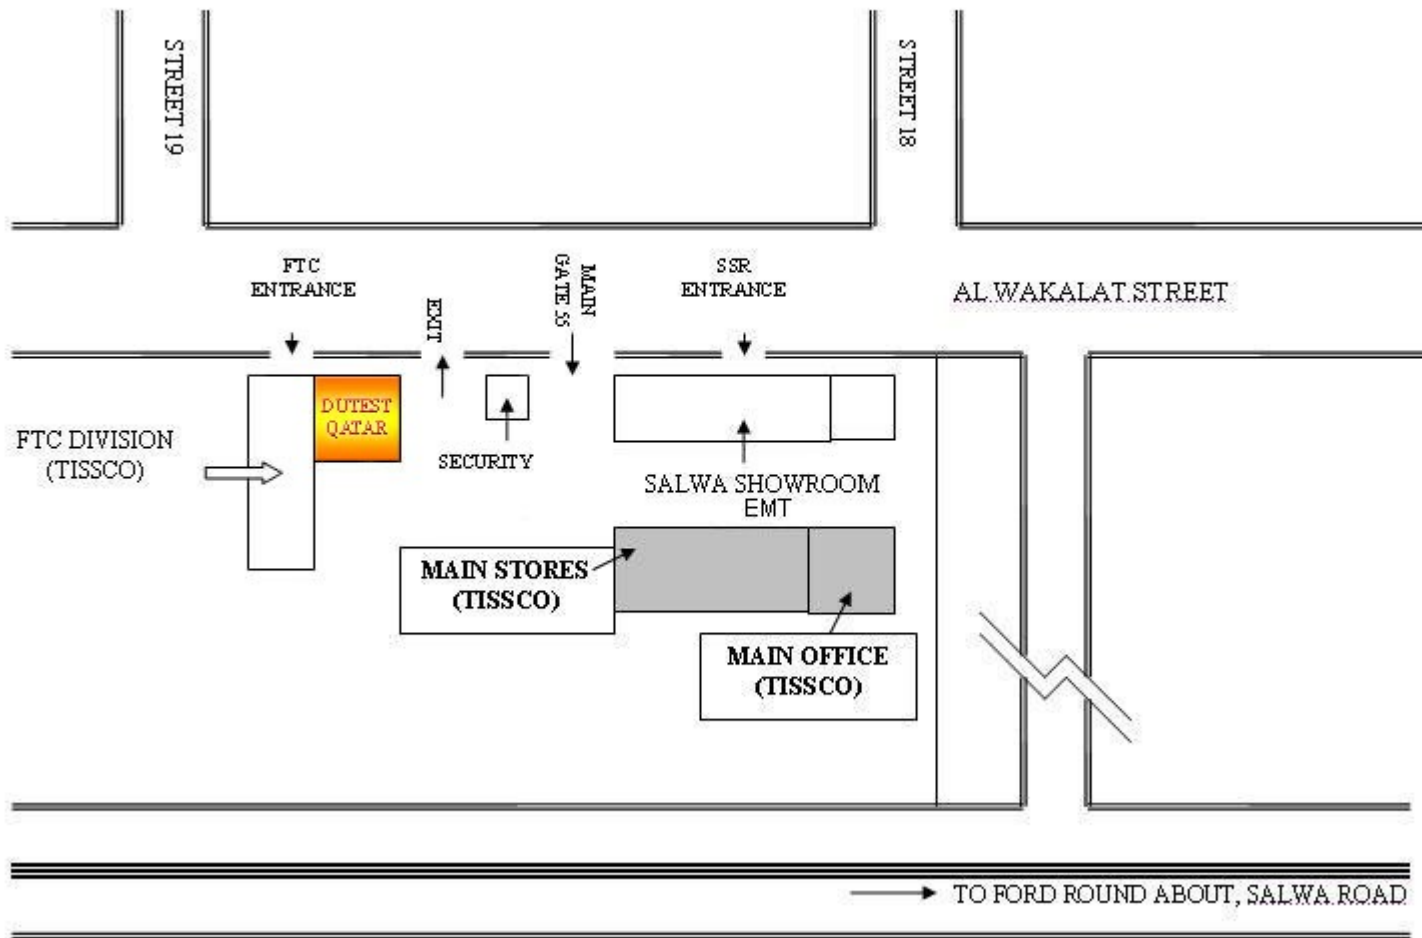 STREET 19
STREET 18
FTC
ENTRANCE
EXIT
MAIN
GATE 55
SSR
ENTRANCE
AL WAKALAT STREET
DUTEST
QATAR
FTC DIVISION
(TISSCO)
SECURITY
SALWA SHOWROOM
EMT
MAIN STORES
(TISSCO)
MAIN OFFICE
(TISSCO)
TO FORD ROUND ABOUT, SALWA ROAD